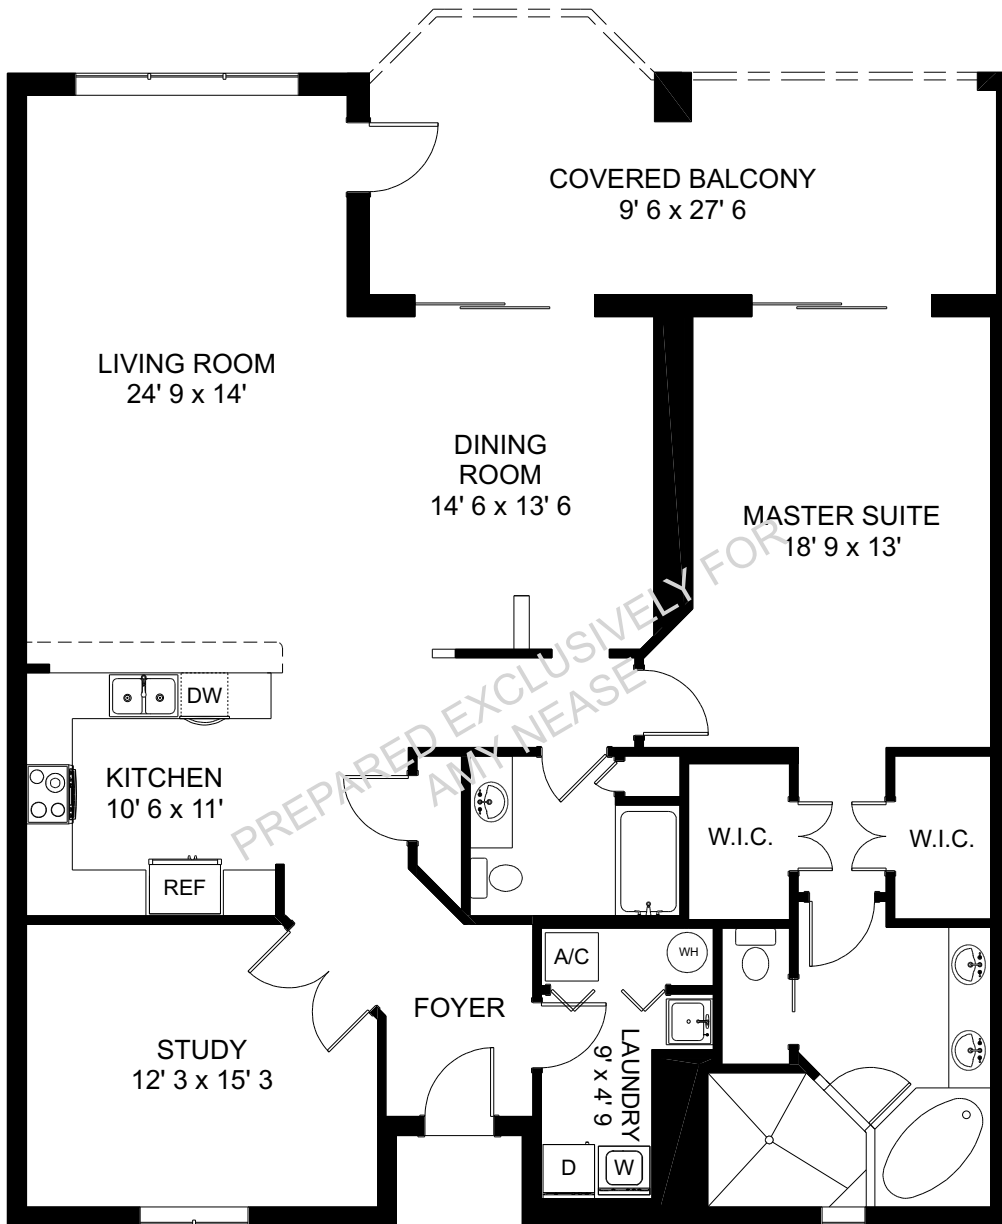 COVERED BALCONY
9' 6 x 27' 6
LIVING ROOM
24' 9 x 14'
DINING
ROOM
14' 6 x 13' 6
MASTER SUITE
18' 9 x 13'
PREPARED EXCLUSIVELY FOR
AMY NEASE
DW
KITCHEN
10' 6 x 11'
REF
W.I.C.
W.I.C.
A/C
WH
FOYER
STUDY
12' 3 x 15' 3
LAUNDRY
9' x 4' 9
D
W